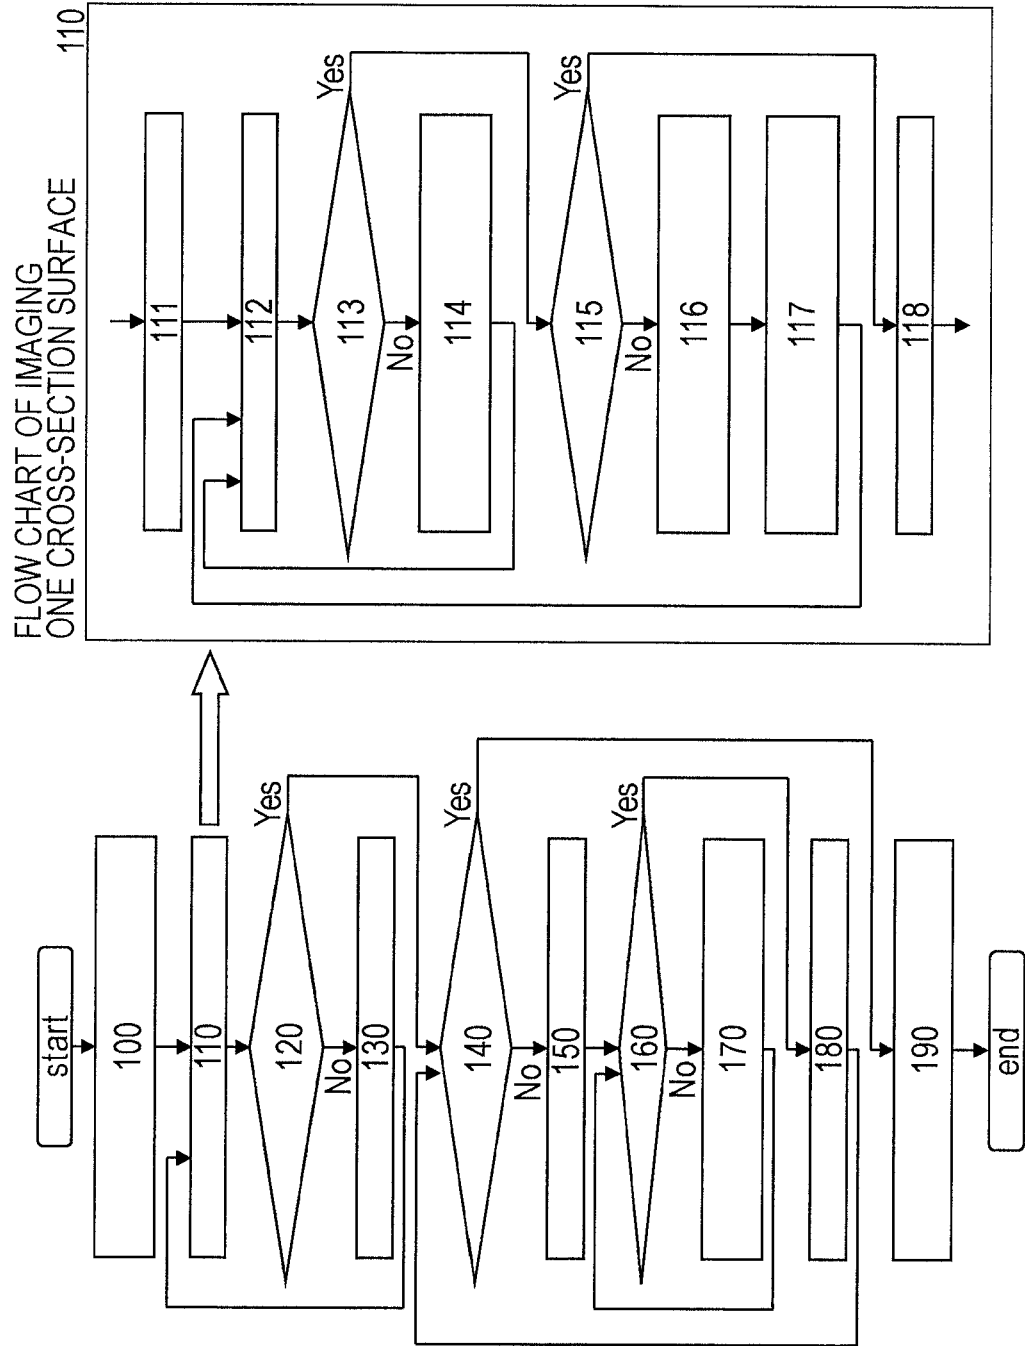 start
100
110
120
Yes
No
130
140
Yes
No
150
160
Yes
No
170
180
190
end
FLOW CHART OF IMAGING
ONE CROSS-SECTION SURFACE
110
111
112
113
Yes
No
114
115
Yes
No
116
117
118